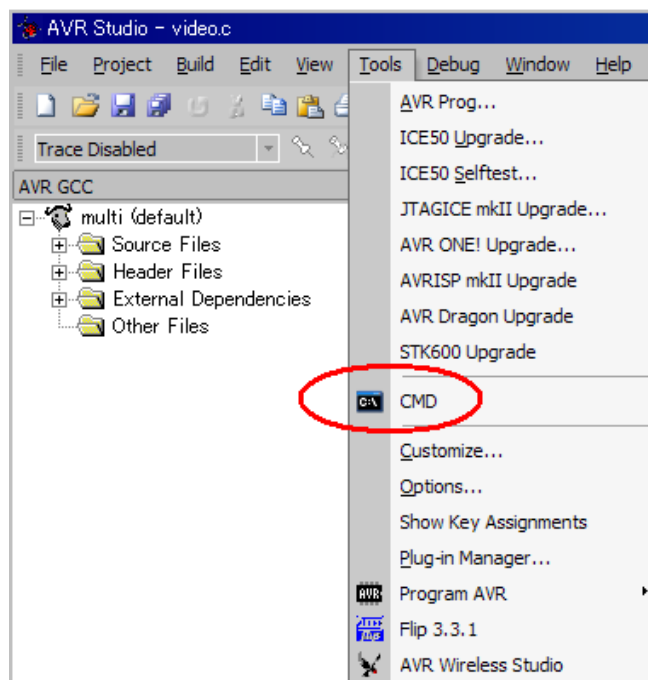 AVR Studio - video.c
File Project Build Edit View Tools Debug Window Help
Trace Disabled
AVR GCC
multi (default)
Source Files
Header Files
External Dependencies
Other Files
AVR Prog...
ICE50 Upgrade...
ICE50 Selftest...
JTAGICE mkII Upgrade...
AVR ONE! Upgrade...
AVRISP mkII Upgrade
AVR Dragon Upgrade
STK600 Upgrade
C:\ CMD
Customize...
Options...
Show Key Assignments
Plug-in Manager...
AVR Program AVR
Flip 3.3.1
AVR Wireless Studio